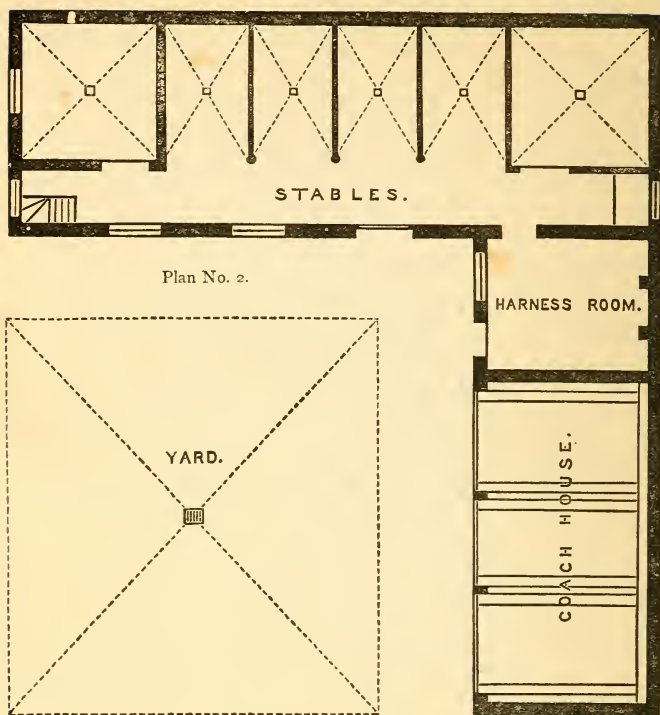 STABLES.
Plan No. 2.
HARNESS ROOM.
YARD.
COACH HOUSE.